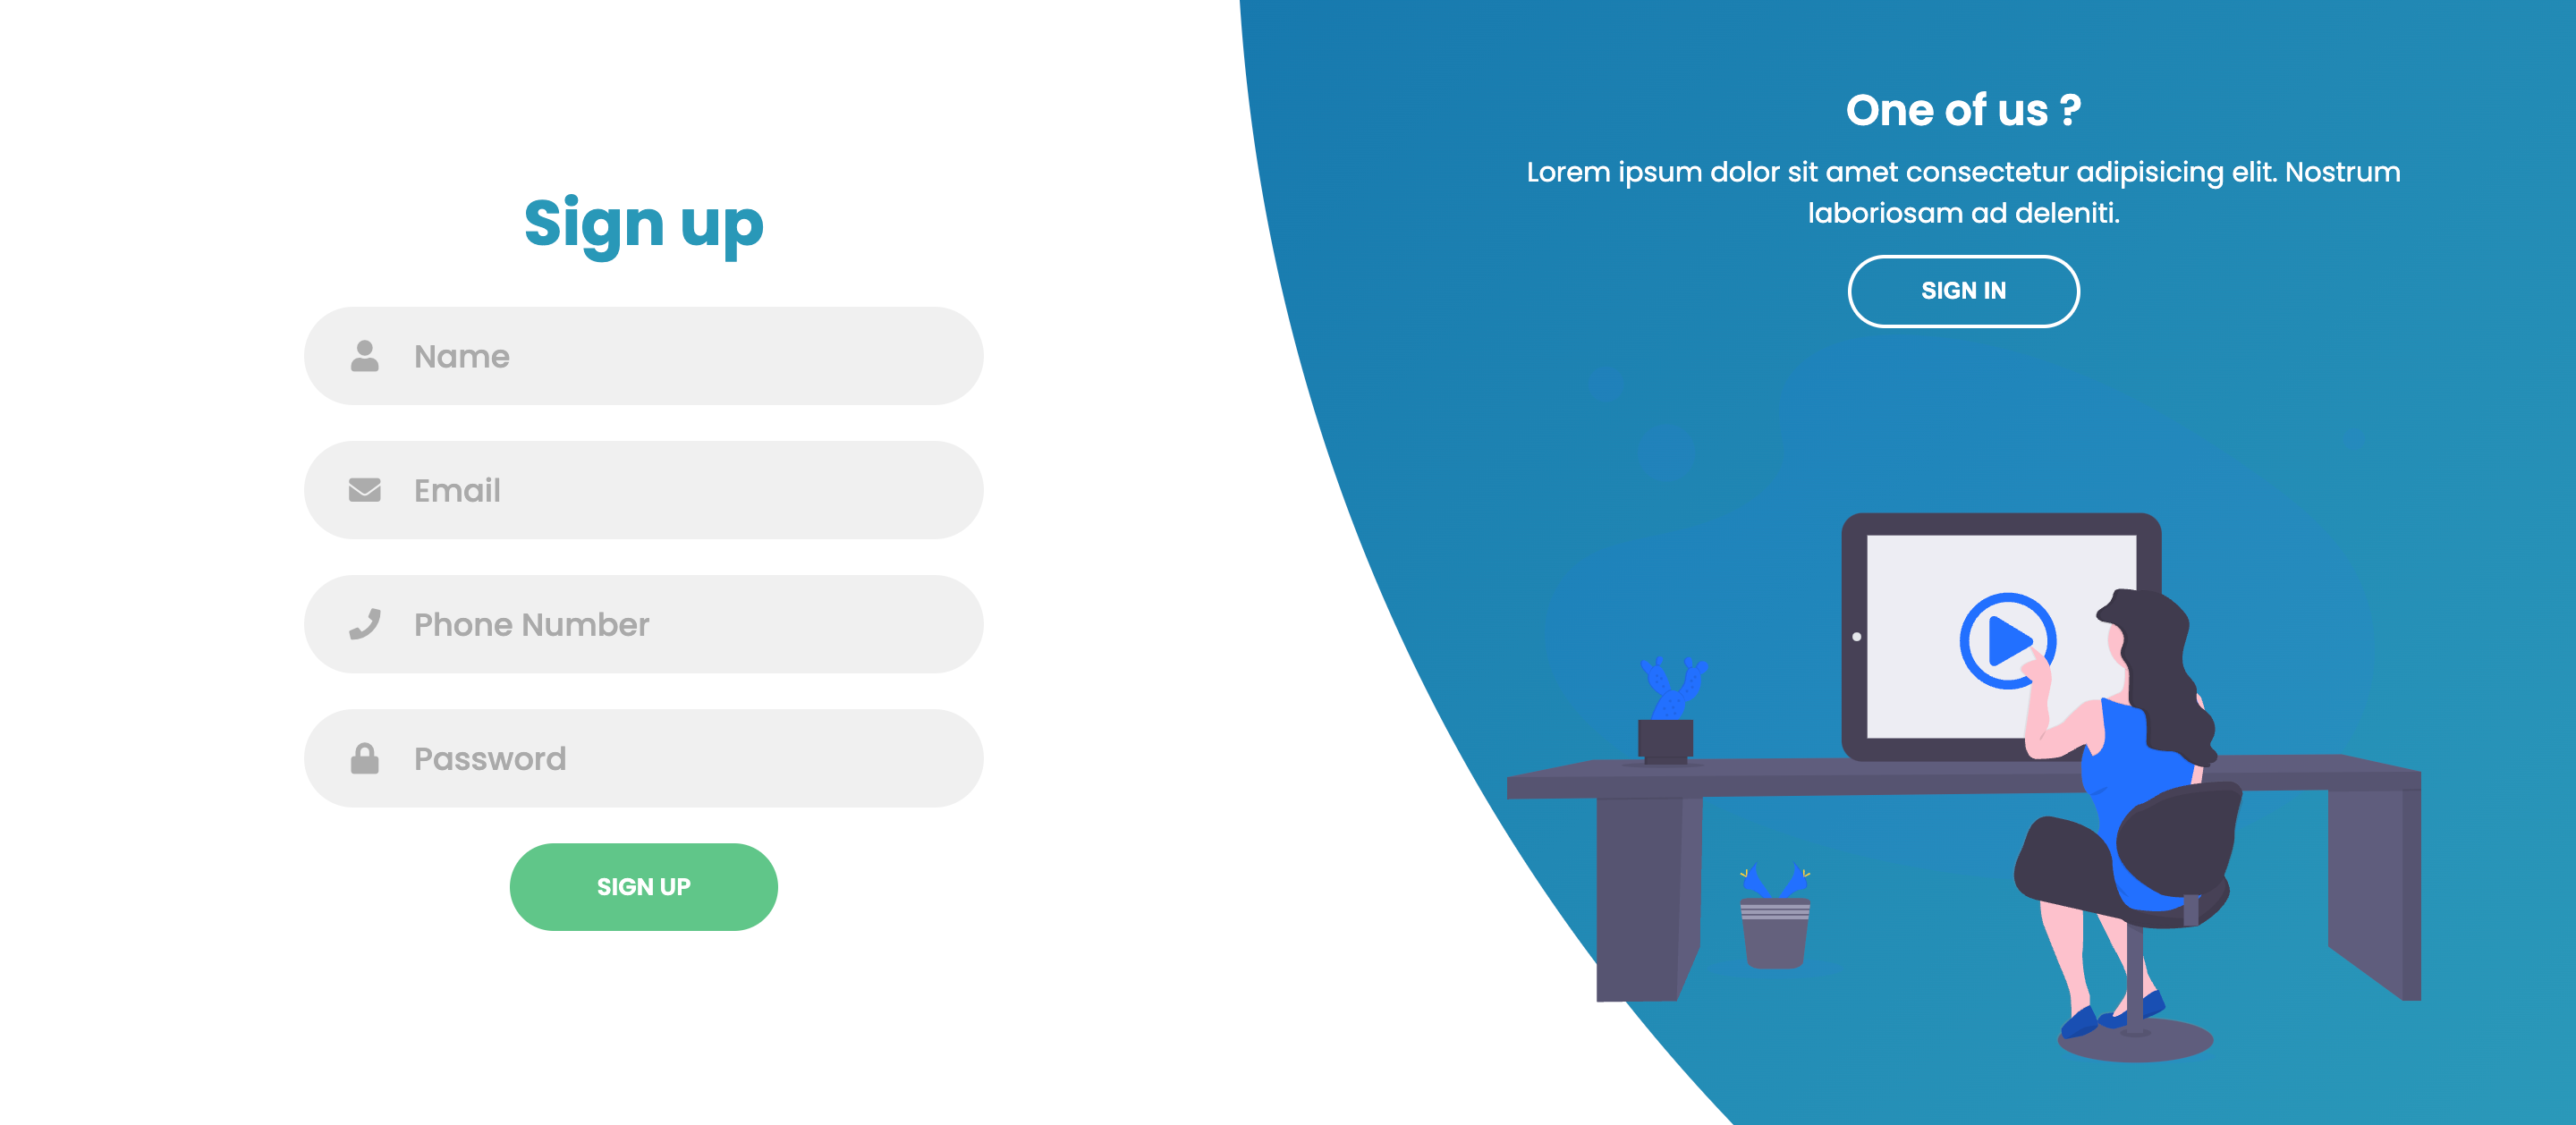 Sign up
Name
Email
Phone Number
Password
SIGN UP
One of us ?
Lorem ipsum dolor sit amet consectetur adipisicing elit. Nostrum
laboriosam ad deleniti.
SIGN IN